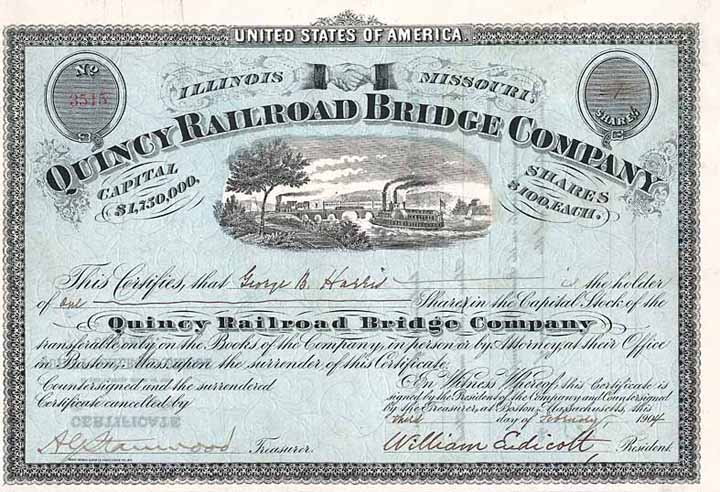 UNITED STATES OF AMERICA.
No
3515
ILLINOIS
MISSOURI.
SHARES
QUINCY RAILROAD BRIDGE COMPANY
CAPITAL
$1,750,000.
SHARES
$100, EACH.
This Certifies, that George B. Harris is the holder
of One Shares in the Capital Stock of the
Quincy Railroad Bridge Company
transferable only on the Books of the Company, in person or by Attorney, at their Office
in Boston, Mass. upon the surrender of this Certificate.
Countersigned and the surrendered
Certificate cancelled by
In Witness Whereof, this Certificate is
signed by the President of the Company and Countersigned
by the Treasurer, at Boston, Massachusetts, this
third day of February, 1904
Treasurer.
William Endicott, President.
CERTIFICATE